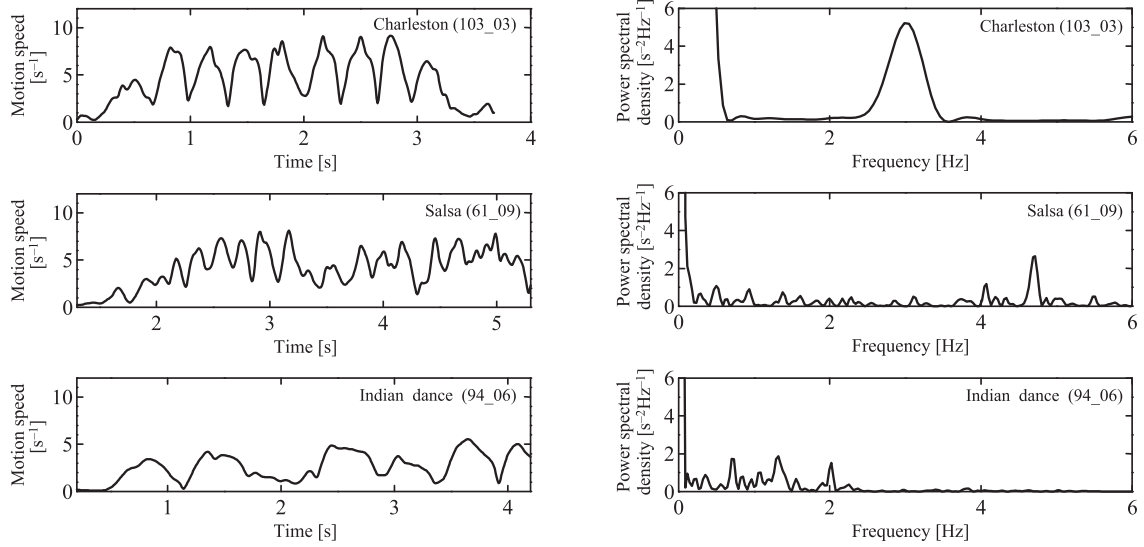 Charleston (103_03)
Motion speed
[s⁻¹]
10
5
0
0
1
2
3
4
Time [s]
Charleston (103_03)
Power spectral
density [s⁻²Hz⁻¹]
6
4
2
0
0
2
4
6
Frequency [Hz]
Salsa (61_09)
Motion speed
[s⁻¹]
10
5
0
2
3
4
5
Time [s]
Salsa (61_09)
Power spectral
density [s⁻²Hz⁻¹]
6
4
2
0
0
2
4
6
Frequency [Hz]
Indian dance (94_06)
Motion speed
[s⁻¹]
10
5
0
1
2
3
4
Time [s]
Indian dance (94_06)
Power spectral
density [s⁻²Hz⁻¹]
6
4
2
0
0
2
4
6
Frequency [Hz]